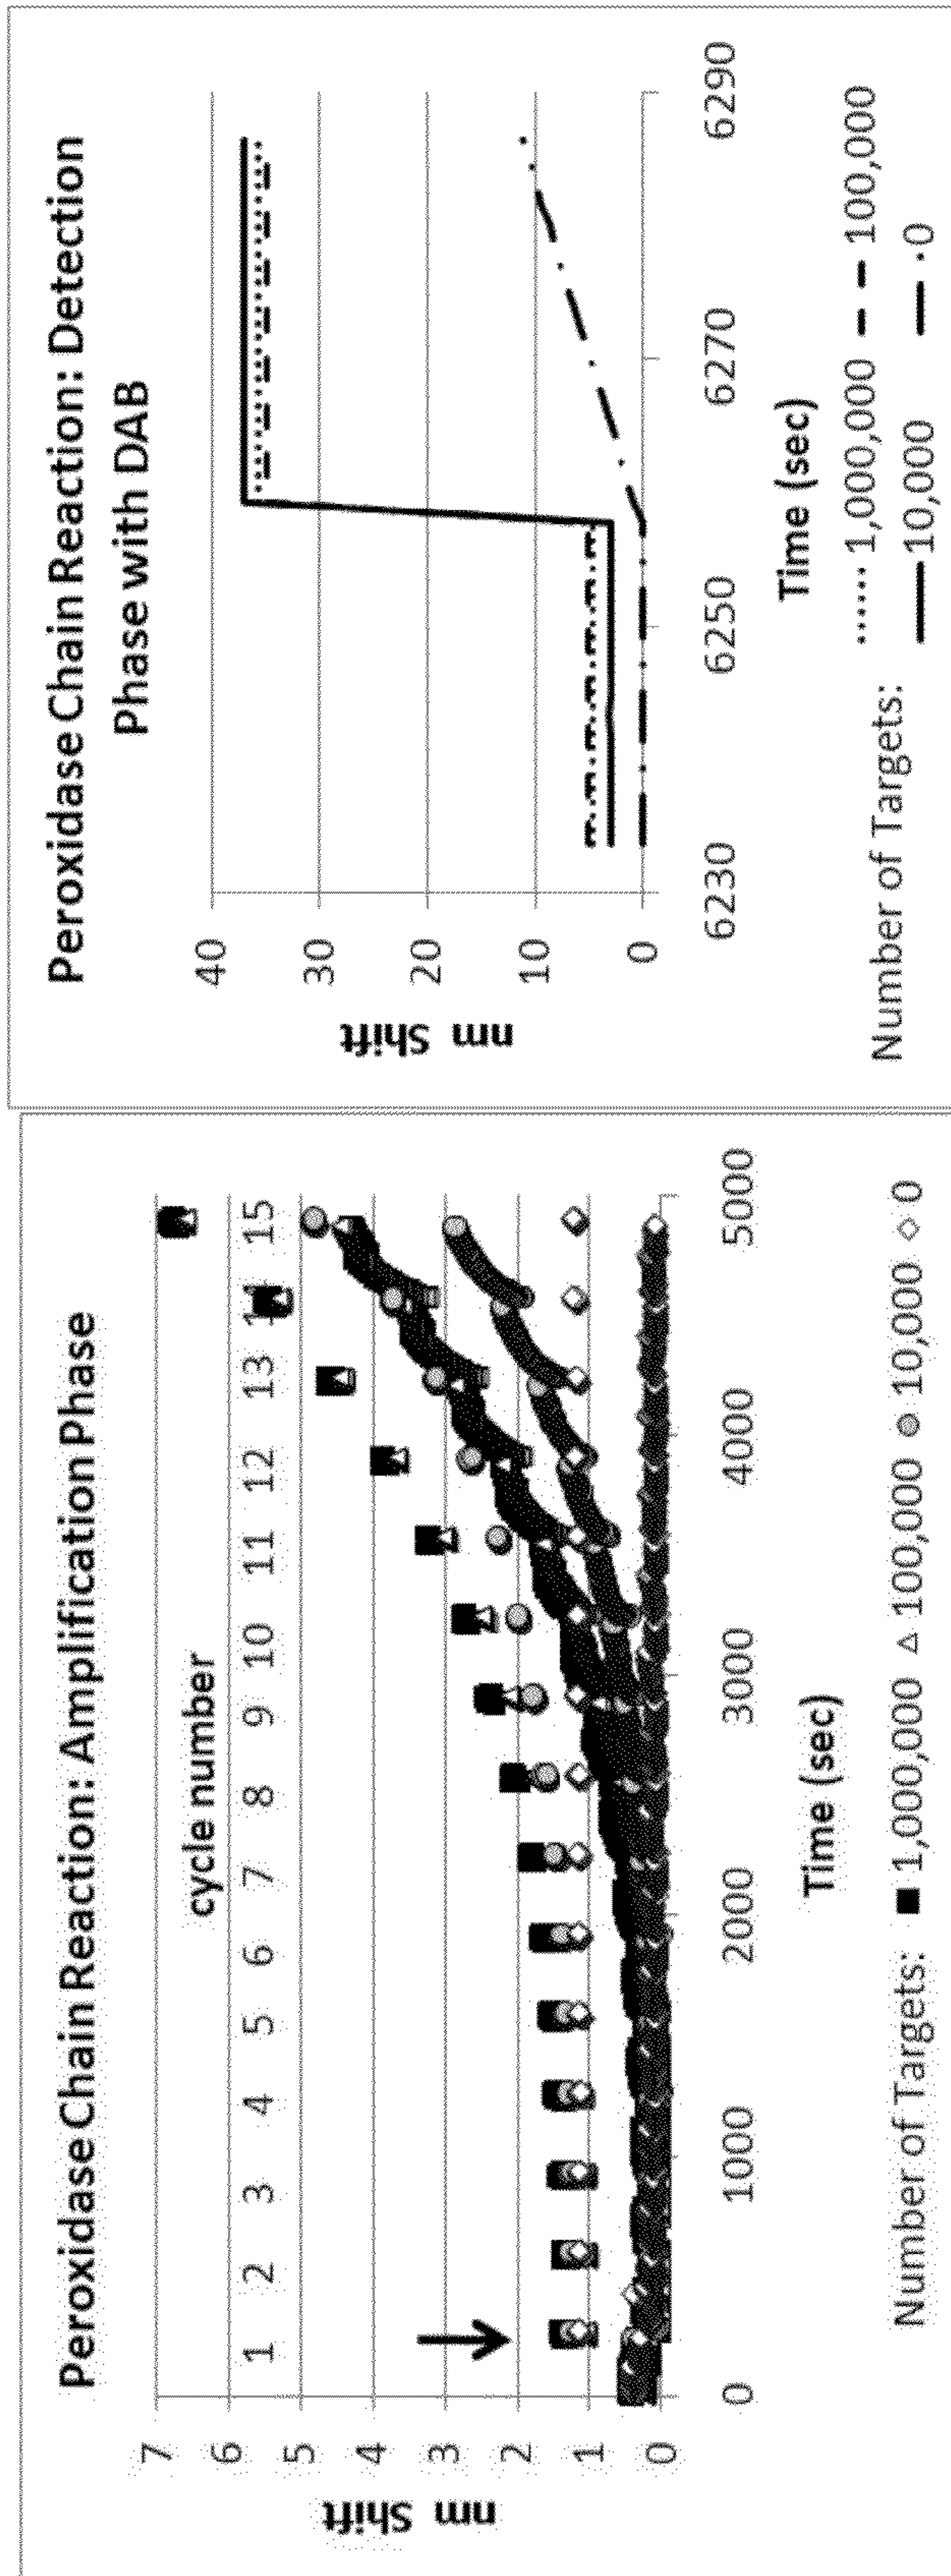 Peroxidase Chain Reaction: Amplification Phase
cycle number
1 2 3 4 5 6 7 8 9 10 11 12 13 14 15
7
6
5
4
3
2
1
0
nm Shift
0 1000 2000 3000 4000 5000
Time (sec)
Number of Targets: 1,000,000 100,000 10,000 0
Peroxidase Chain Reaction: Detection
Phase with DAB
40
30
20
10
0
nm Shift
6230 6250 6270 6290
Time (sec)
Number of Targets: 1,000,000 100,000
10,000 0